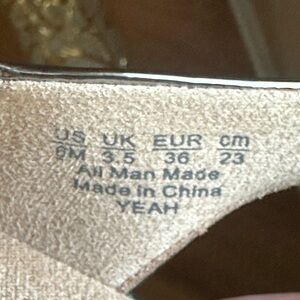 US UK EUR cm
6M 3.5 36 23
All Man Made
Made in China
YEAH